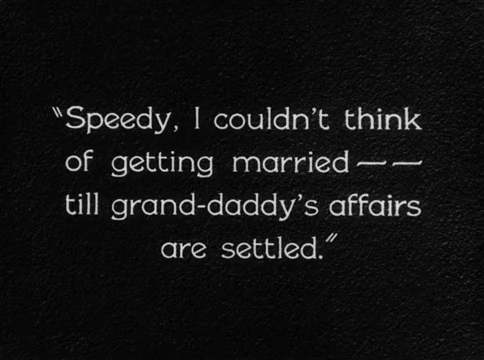 "Speedy, I couldn't think
of getting married——
till grand-daddy's affairs
are settled."